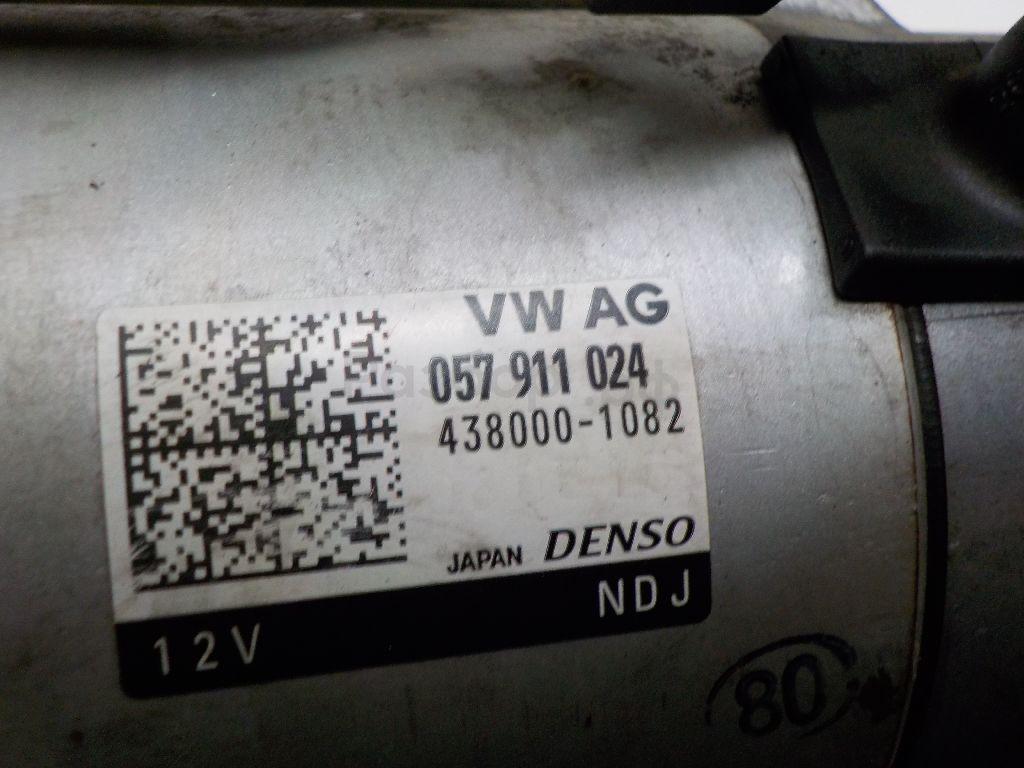 VW AG
057 911 024
438000-1082
JAPAN DENSO
NDJ
12V
80